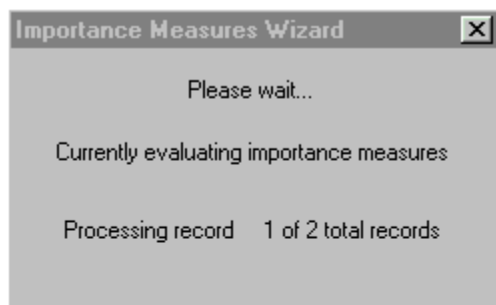 Importance Measures Wizard
Please wait...
Currently evaluating importance measures
Processing record 1 of 2 total records